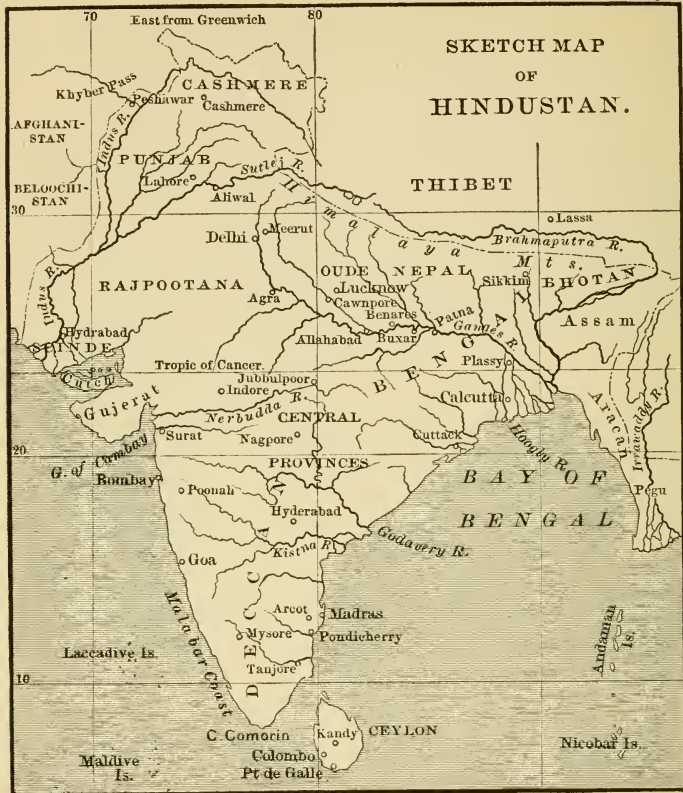 70
80
East from Greenwich
SKETCH MAP
OF
HINDUSTAN.
CASHMERE
Khyber Pass
Peshawar
Cashmere
AFGHANI-
STAN
Indus R.
PUNJAB
Lahore
Sutlej R.
Aliwal
BELOOCHI-
STAN
THIBET
30
Himalaya Mts.
Lassa
Brahmaputra R.
Delhi
Meerut
OUDE
NEPAL
Sikkim
BHOTAN
Indus R.
RAJPOOTANA
Lucknow
Cawnpore
Agra
Benares
Patna
Ganges R.
Assam
Hydrabad
SCINDE
Allahabad
Buxar
BENGAL
Cutch
Tropic of Cancer
Plassy
Jubbulpoor
Indore
Gujerat
Nerbudda R.
CENTRAL
PROVINCES
Calcutta
Aracan
Irrawaddy R.
Surat
Nagpore
Cuttack
Hoogly R.
20
G. of Cambay
Bombay
BAY OF
BENGAL
Pegu
Poonah
DECCAN
Hyderabad
Godavery R.
Kistna R
Goa
Malabar Coast
Arcot
Madras
Mysore
Pondicherry
Andaman
Is.
Laccadive Is.
Tanjore
10
C. Comorin
Kandy
CEYLON
Colombo
Pt de Galle
Maldive
Is.
Nicobar Is.